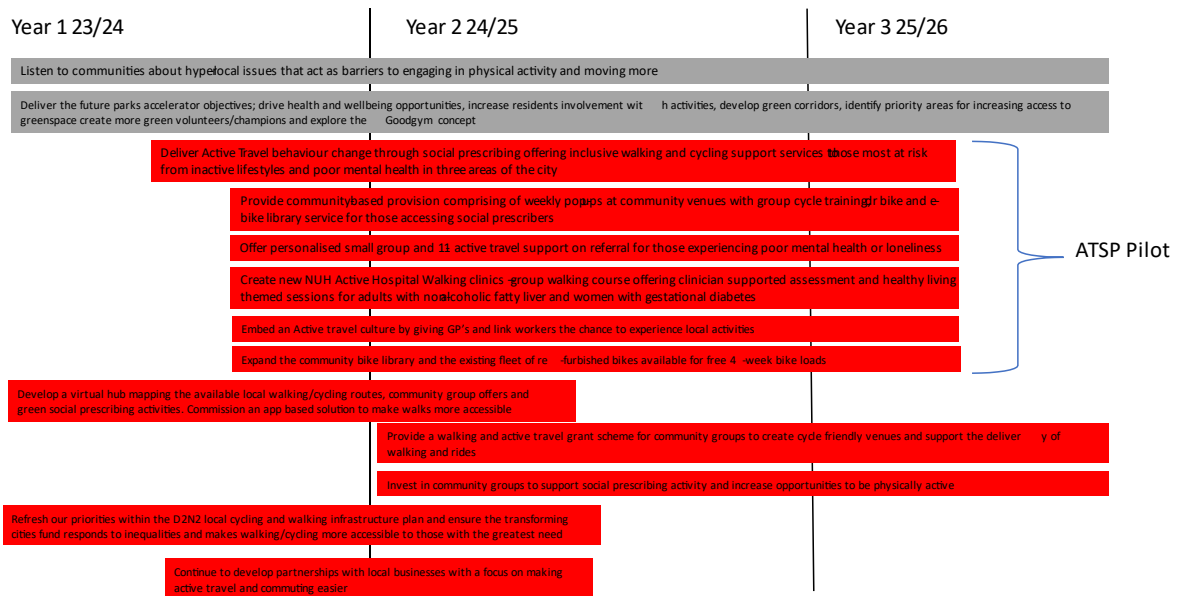 Year 1 23/24
Year 2 24/25
Year 3 25/26
Listen to communities about hyperlocal issues that act as barriers to engaging in physical activity and moving more
Deliver the future parks accelerator objectives; drive health and wellbeing opportunities, increase residents involvement wit h activities, develop green corridors, identify priority areas for increasing access to
greenspace create more green volunteers/champions and explore the Goodgym concept
Deliver Active Travel behaviour change through social prescribing offering inclusive walking and cycling support services to those most at risk
from inactive lifestyles and poor mental health in three areas of the city
Provide communitybased provision comprising of weekly popups at community venues with group cycle training, bike and e-
bike library service for those accessing social prescribers
Offer personalised small group and 1-1 active travel support on referral for those experiencing poor mental health or loneliness
Create new NUH Active Hospital Walking clinics -group walking course offering clinician supported assessment and healthy living
themed sessions for adults with non-alcoholic fatty liver and women with gestational diabetes
Embed an Active travel culture by giving GP's and link workers the chance to experience local activities
Expand the community bike library and the existing fleet of re -furbished bikes available for free 4 -week bike loads
ATSP Pilot
Develop a virtual hub mapping the available local walking/cycling routes, community group offers and
green social prescribing activities. Commission an app based solution to make walks more accessible
Provide a walking and active travel grant scheme for community groups to create cycle friendly venues and support the deliver y of
walking and rides
Invest in community groups to support social prescribing activity and increase opportunities to be physically active
Refresh our priorities within the D2N2 local cycling and walking infrastructure plan and ensure the transforming
cities fund responds to inequalities and makes walking/cycling more accessible to those with the greatest need
Continue to develop partnerships with local businesses with a focus on making
active travel and commuting easier